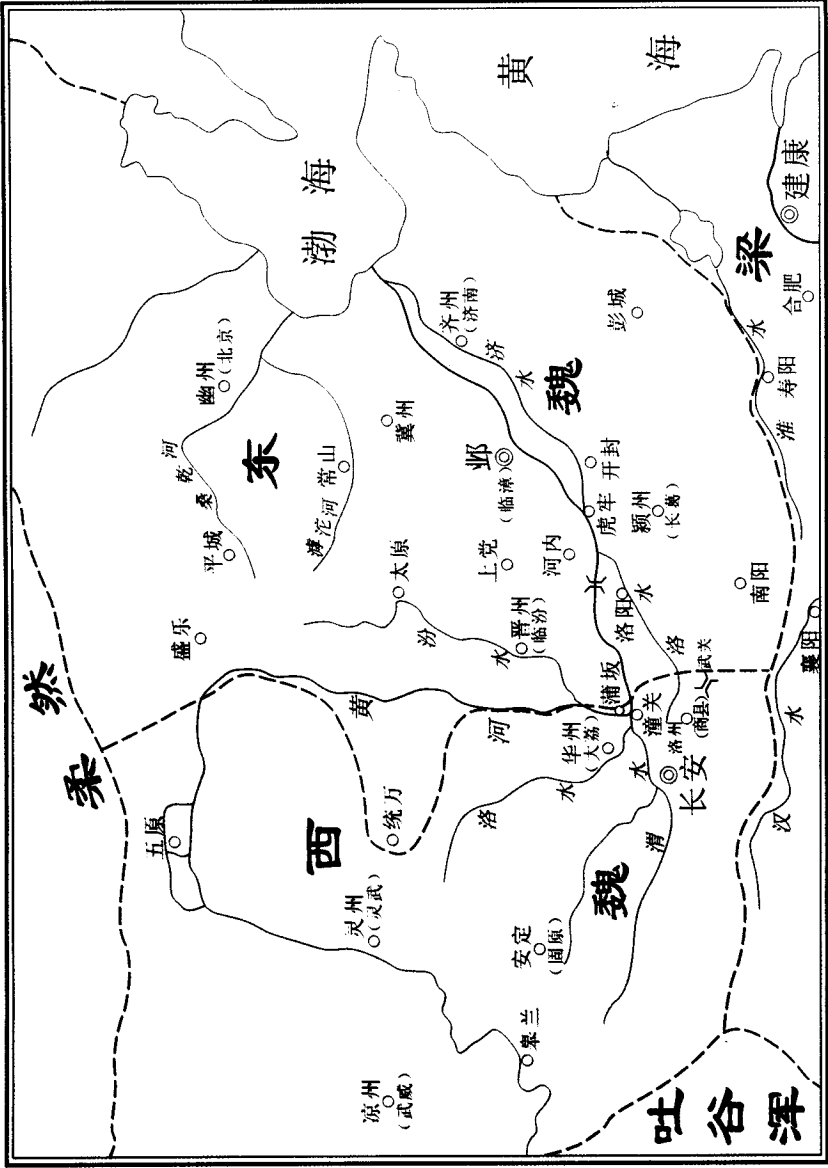 柔然
吐谷浑
西魏
东魏
梁
渤海
黄海
凉州
(武威)
皋兰
灵州
(灵武)
安定
(固原)
五原
统万
盛乐
平城
桑乾河
幽州
(北京)
滹沱河
常山
冀州
太原
汾水
晋州
(临汾)
上党
河内
邺
(临漳)
齐州
(济南)
济水
彭城
开封
虎牢
颍州
(长葛)
洛阳
洛水
黄河
蒲坂
潼关
华州
(大荔)
洛水
渭水
长安
洛州
(商县)
武关
南阳
襄阳
汉水
淮水
寿阳
合肥
建康